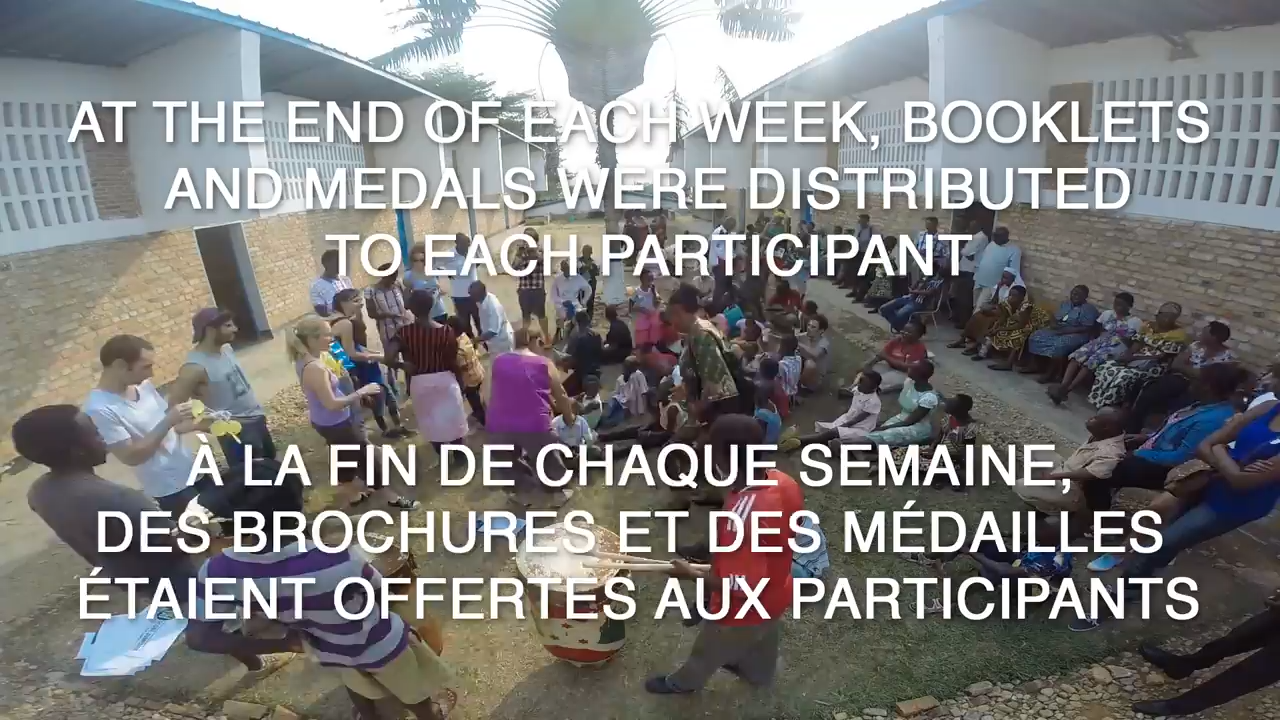 AT THE END OF EACH WEEK, BOOKLETS
AND MEDALS WERE DISTRIBUTED
TO EACH PARTICIPANT
À LA FIN DE CHAQUE SEMAINE,
DES BROCHURES ET DES MÉDAILLES
ÉTAIENT OFFERTES AUX PARTICIPANTS